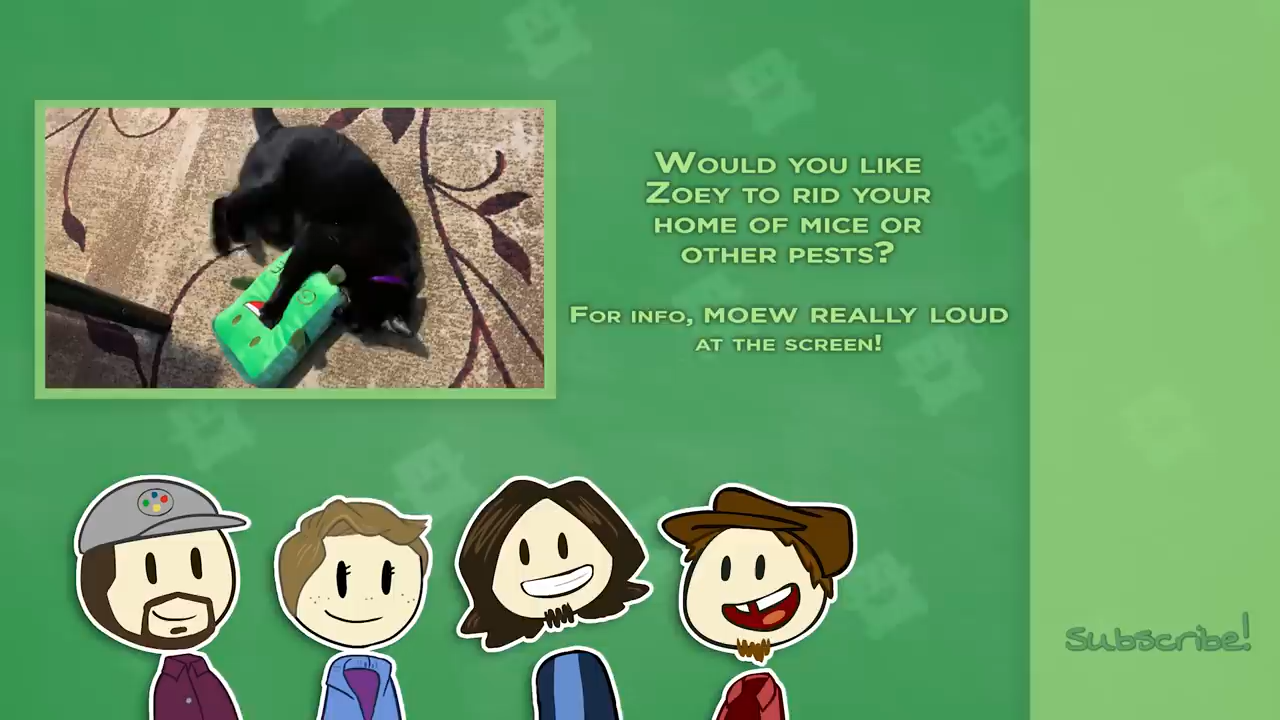 Would you like
Zoey to rid your
home of mice or
other pests?
For info, moew really loud
at the screen!
Subscribe!